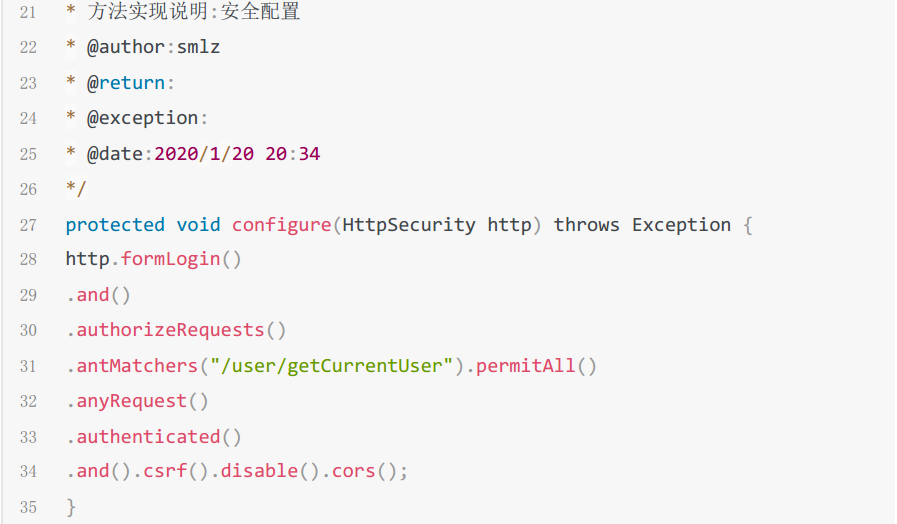 21 * 方法实现说明:安全配置
22 * @author:smlz
23 * @return:
24 * @exception:
25 * @date:2020/1/20 20:34
26 */
27 protected void configure(HttpSecurity http) throws Exception {
28 http.formLogin()
29 .and()
30 .authorizeRequests()
31 .antMatchers("/user/getCurrentUser").permitAll()
32 .anyRequest()
33 .authenticated()
34 .and().csrf().disable().cors();
35 }